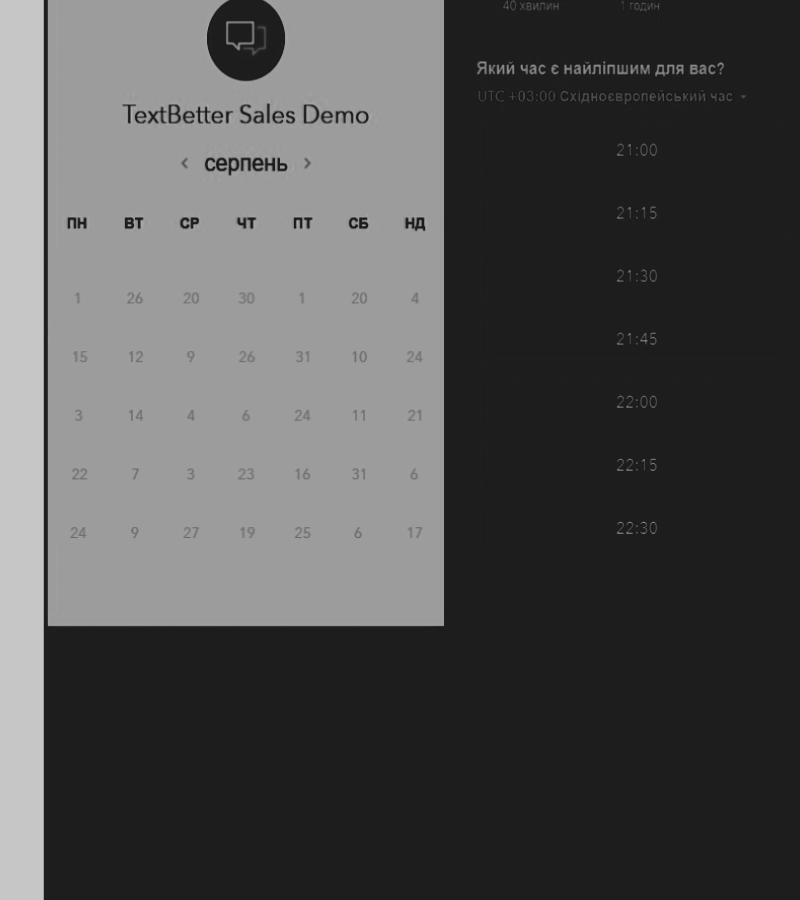 TextBetter Sales Demo
‹ серпень ›
ПН ВТ СР ЧТ ПТ СБ НД
1 26 20 30 1 20 4
15 12 9 26 31 10 24
3 14 4 6 24 11 21
22 7 3 23 16 31 6
24 9 27 19 25 6 17
40 хвилин 1 годин
Який час є найліпшим для вас?
UTC +03:00 Східноєвропейський час
21:00
21:15
21:30
21:45
22:00
22:15
22:30